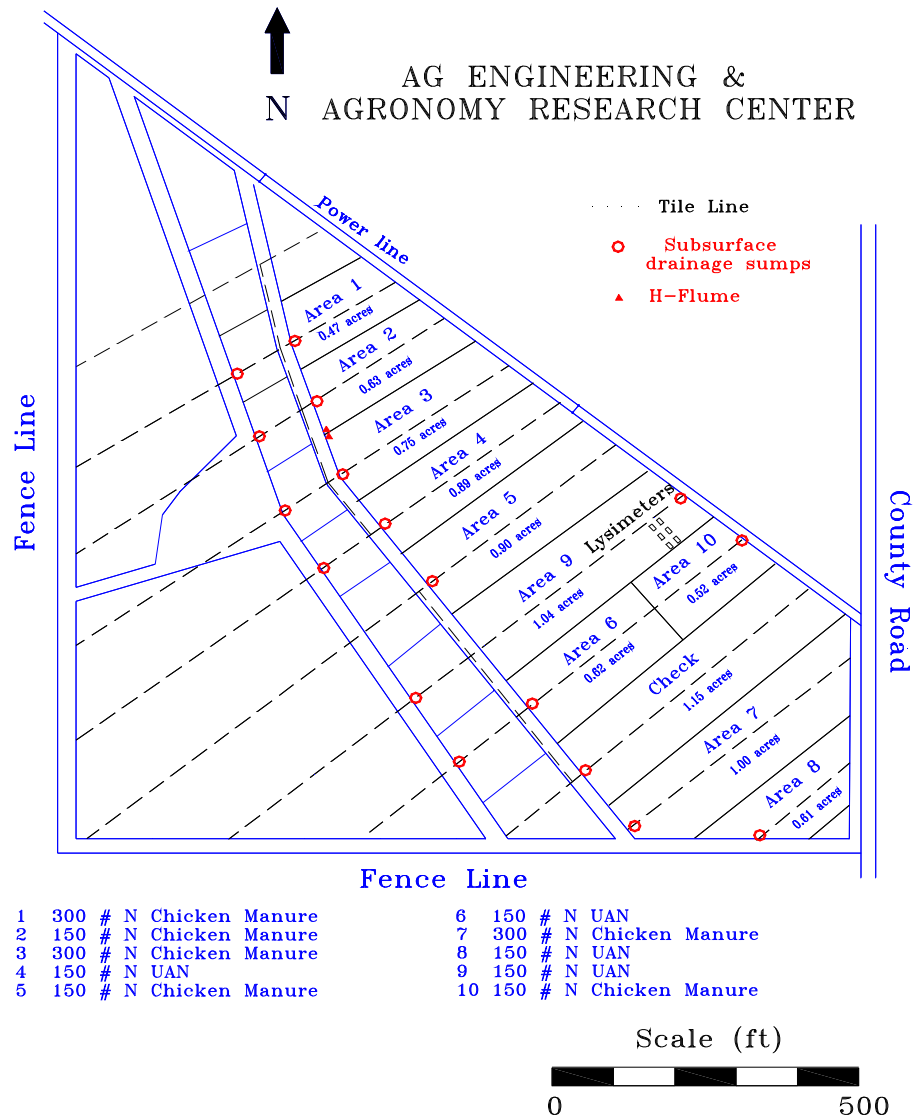 AG ENGINEERING &
AGRONOMY RESEARCH CENTER
N
Power line
Tile Line
Subsurface
drainage sumps
H-Flume
Area 1
0.47 acres
Area 2
0.63 acres
Area 3
0.75 acres
Area 4
0.89 acres
Area 5
0.90 acres
Lysimeters
Area 9
1.04 acres
Area 10
0.52 acres
Area 6
0.62 acres
Check
1.15 acres
Area 7
1.00 acres
Area 8
0.61 acres
Fence Line
County Road
Fence Line
1 300 # N Chicken Manure
2 150 # N Chicken Manure
3 300 # N Chicken Manure
4 150 # N UAN
5 150 # N Chicken Manure
6 150 # N UAN
7 300 # N Chicken Manure
8 150 # N UAN
9 150 # N UAN
10 150 # N Chicken Manure
Scale (ft)
0 500